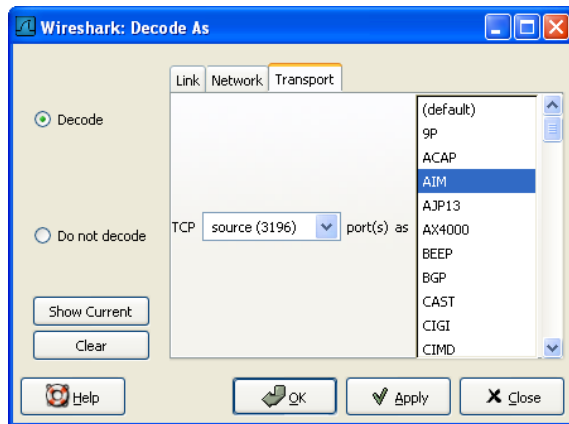 Wireshark: Decode As
Link Network Transport
Decode
Do not decode
Show Current
Clear
TCP source (3196) port(s) as
(default)
9P
ACAP
AIM
AJP13
AX4000
BEEP
BGP
CAST
CIGI
CIMD
Help OK Apply Close